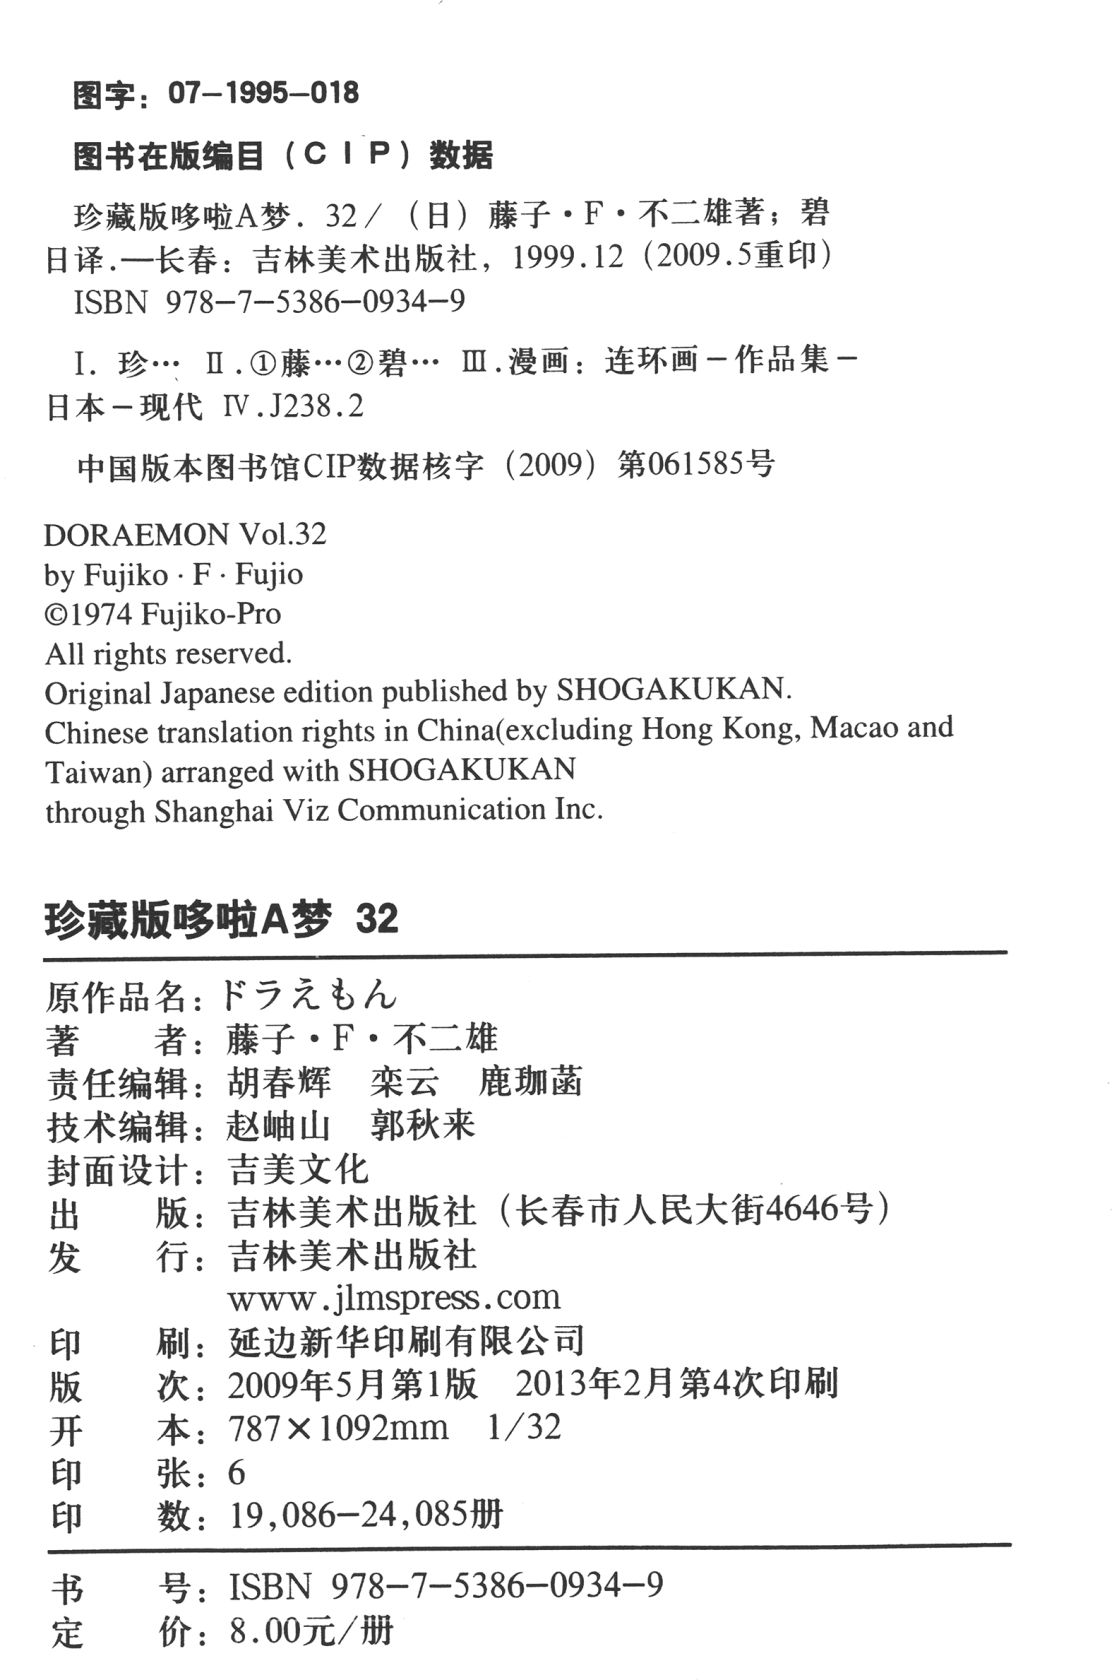 图字：07-1995-018
图书在版编目（CIP）数据
珍藏版哆啦A梦．32／（日）藤子·F·不二雄著；碧
日译.—长春：吉林美术出版社，1999.12（2009.5重印）
ISBN 978-7-5386-0934-9
Ⅰ．珍… Ⅱ.①藤…②碧… Ⅲ.漫画：连环画-作品集-
日本-现代 Ⅳ.J238.2
中国版本图书馆CIP数据核字（2009）第061585号
DORAEMON Vol.32
by Fujiko · F · Fujio
©1974 Fujiko-Pro
All rights reserved.
Original Japanese edition published by SHOGAKUKAN.
Chinese translation rights in China(excluding Hong Kong, Macao and
Taiwan) arranged with SHOGAKUKAN
through Shanghai Viz Communication Inc.
珍藏版哆啦A梦 32
原作品名：ドラえもん
著　　者：藤子·F·不二雄
责任编辑：胡春辉　栾云　鹿珈菡
技术编辑：赵岫山　郭秋来
封面设计：吉美文化
出　　版：吉林美术出版社（长春市人民大街4646号）
发　　行：吉林美术出版社
www.jlmspress.com
印　　刷：延边新华印刷有限公司
版　　次：2009年5月第1版　2013年2月第4次印刷
开　　本：787×1092mm　1/32
印　　张：6
印　　数：19,086-24,085册
书　　号：ISBN 978-7-5386-0934-9
定　　价：8.00元/册